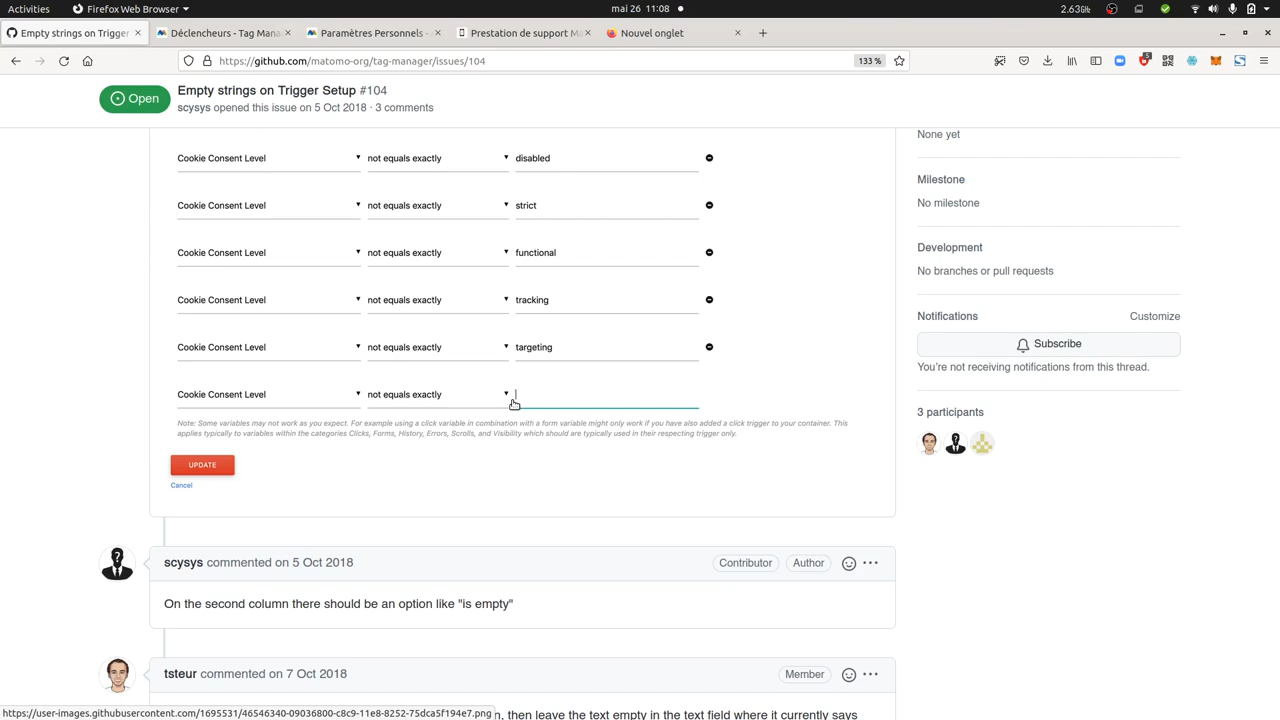 Activities
Firefox Web Browser
mai 26 11:08
2.63GHz
Empty strings on Trigger
Déclencheurs - Tag Mana
Paramètres Personnels -
Prestation de support Ma
Nouvel onglet
https://github.com/matomo-org/tag-manager/issues/104
133 %
5
Open
Empty strings on Trigger Setup #104
scysys opened this issue on 5 Oct 2018 · 3 comments
Cookie Consent Level not equals exactly disabled
Cookie Consent Level not equals exactly strict
Cookie Consent Level not equals exactly functional
Cookie Consent Level not equals exactly tracking
Cookie Consent Level not equals exactly targeting
Cookie Consent Level not equals exactly
Note: Some variables may not work as you expect. For example using a click variable in combination with a form variable might only work if you have also added a click trigger to your container. This
applies typically to variables within the categories Clicks, Forms, History, Errors, Scrolls, and Visibility which should are typically used in their respecting trigger only.
UPDATE
Cancel
None yet
Milestone
No milestone
Development
No branches or pull requests
Notifications
Customize
Subscribe
You're not receiving notifications from this thread.
3 participants
scysys commented on 5 Oct 2018
Contributor
Author
On the second column there should be an option like "is empty"
tsteur commented on 7 Oct 2018
Member
n, then leave the text empty in the text field where it currently says
https://user-images.githubusercontent.com/1695531/46546340-09036800-c8c9-11e8-8252-75dca5f194e7.png